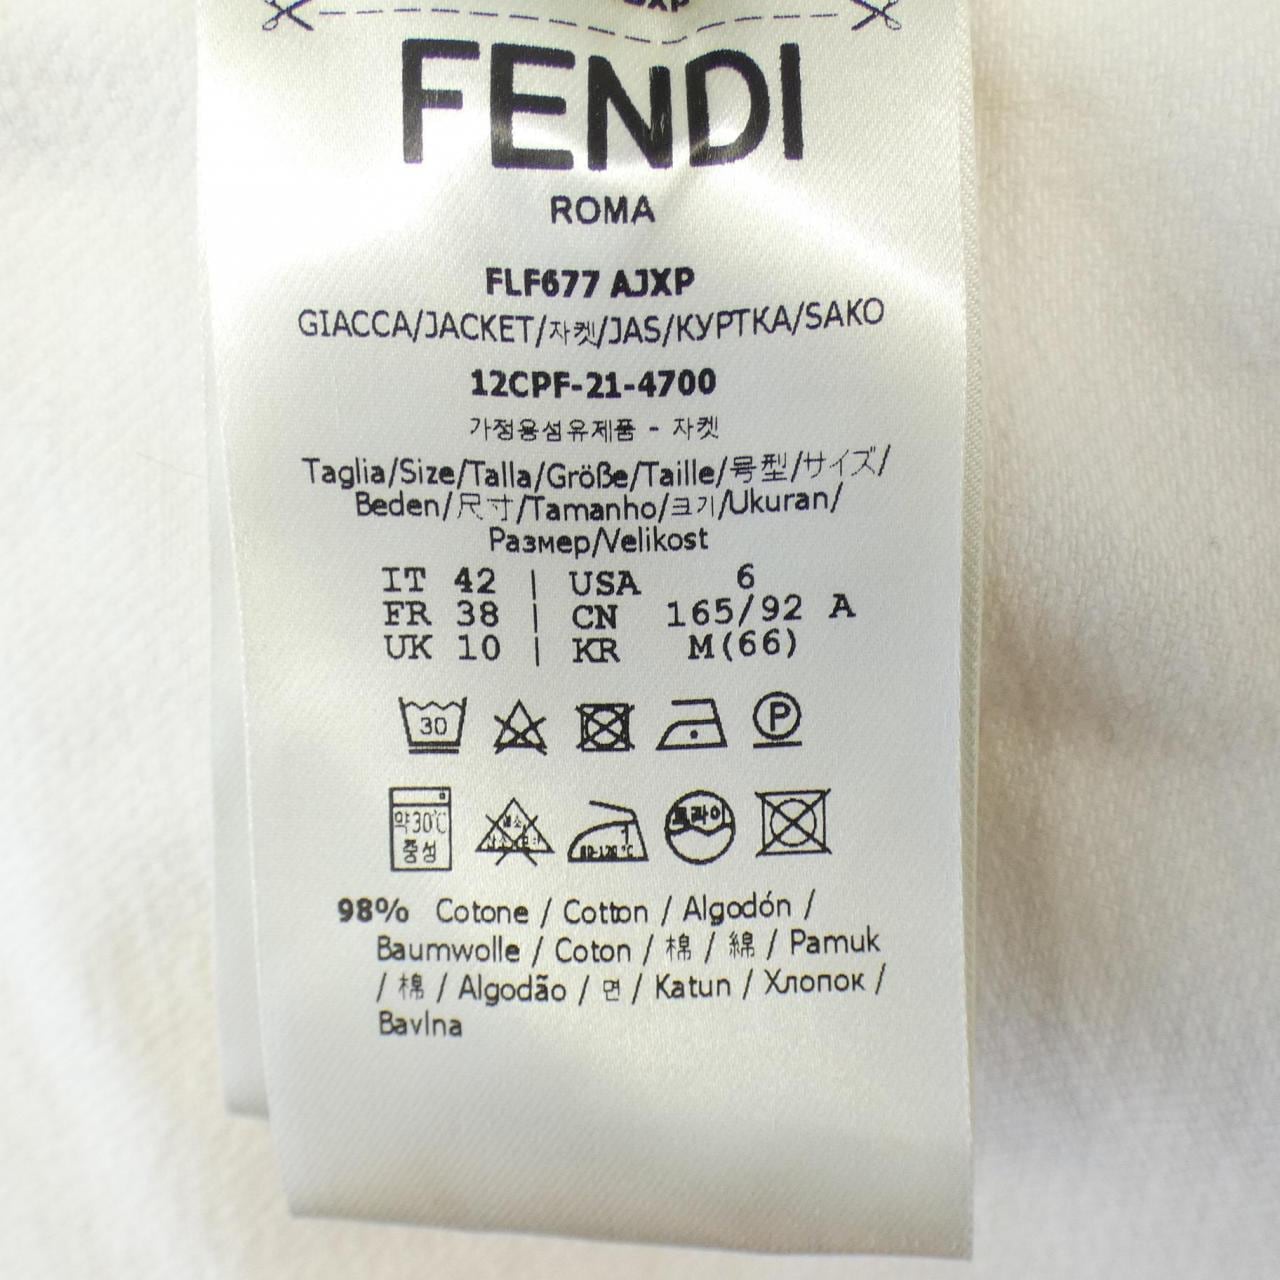 FENDI
ROMA
FLF677 AJXP
GIACCA/JACKET/자켓/JAS/КУРТКА/SAKO
12CPF-21-4700
가정용섬유제품 - 자켓
Taglia/Size/Talla/Größe/Taille/号型/サイズ/
Beden/尺寸/Tamanho/크기/Ukuran/
Размер/Velikost
IT 42 | USA 6
FR 38 | CN 165/92 A
UK 10 | KR M(66)
30 P
약30℃ 드라이
중성 80-120℃
98% Cotone / Cotton / Algodón /
Baumwolle / Coton / 棉 / 綿 / Pamuk
/ 棉 / Algodão / 면 / Katun / Хлопок /
Bavlna